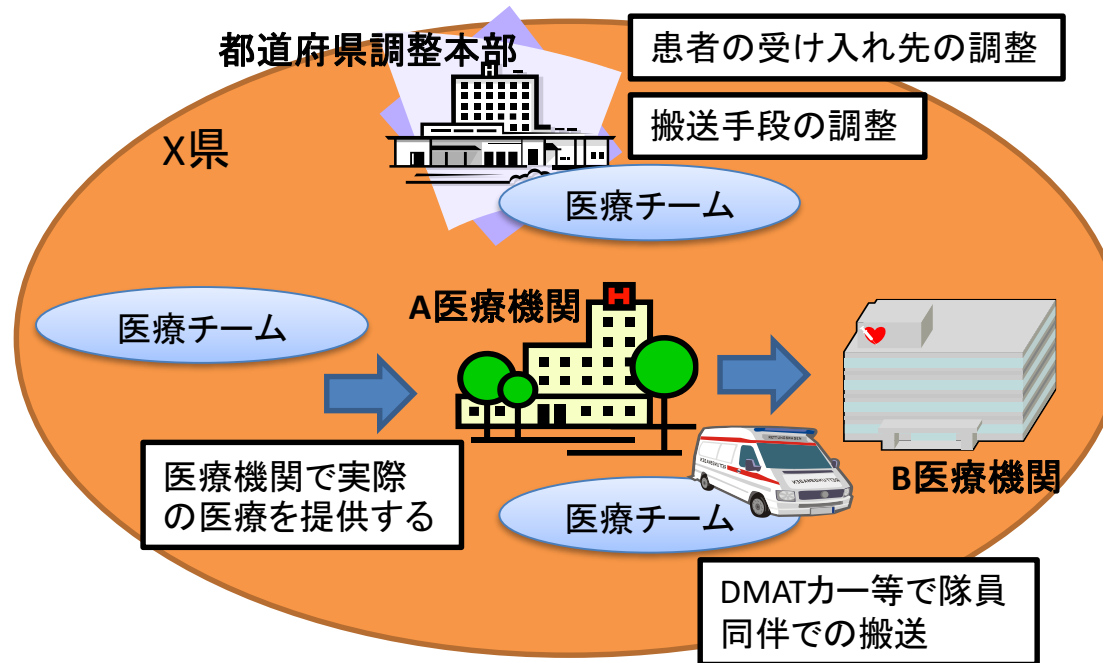 都道府県調整本部
患者の受け入れ先の調整
搬送手段の調整
X県
医療チーム
A医療機関
H
医療チーム
医療機関で実際
の医療を提供する
医療チーム
B医療機関
DMATカー等で隊員
同伴での搬送